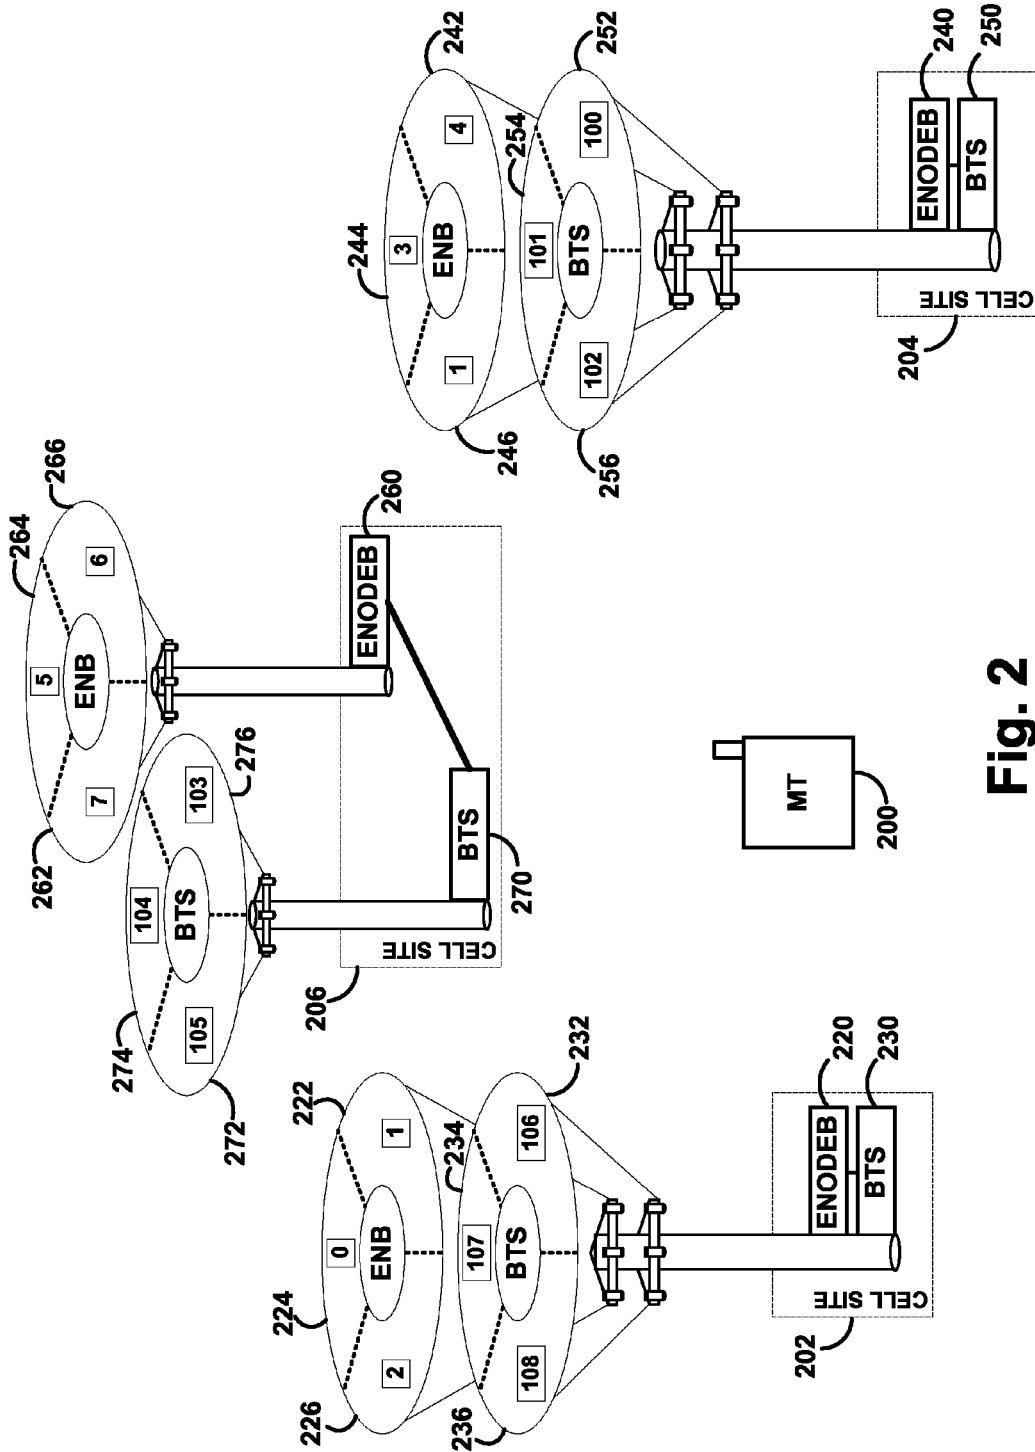 262
264
266
7
5
6
ENB
274
276
272
105
104
103
BTS
260
ENODEB
BTS
270
CELL SITE
206
226
224
222
2
0
1
ENB
236
234
232
108
107
106
BTS
220
ENODEB
230
BTS
CELL SITE
202
246
244
242
1
3
4
ENB
256
254
252
102
101
100
BTS
240
ENODEB
250
BTS
CELL SITE
204
MT
200
Fig. 2